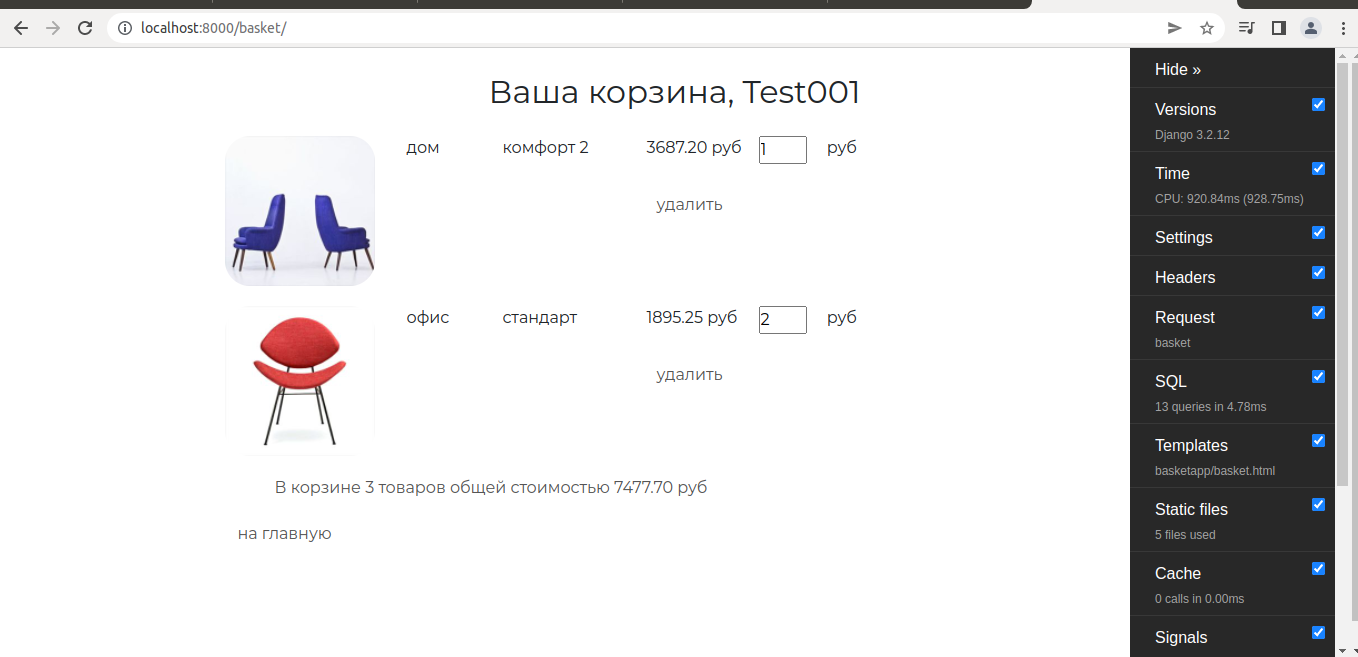 localhost:8000/basket/
Ваша корзина, Test001
дом комфорт 2 3687.20 руб 1 руб
удалить
офис стандарт 1895.25 руб 2 руб
удалить
В корзине 3 товаров общей стоимостью 7477.70 руб
на главную
Hide »
Versions
Django 3.2.12
Time
CPU: 920.84ms (928.75ms)
Settings
Headers
Request
basket
SQL
13 queries in 4.78ms
Templates
basketapp/basket.html
Static files
5 files used
Cache
0 calls in 0.00ms
Signals